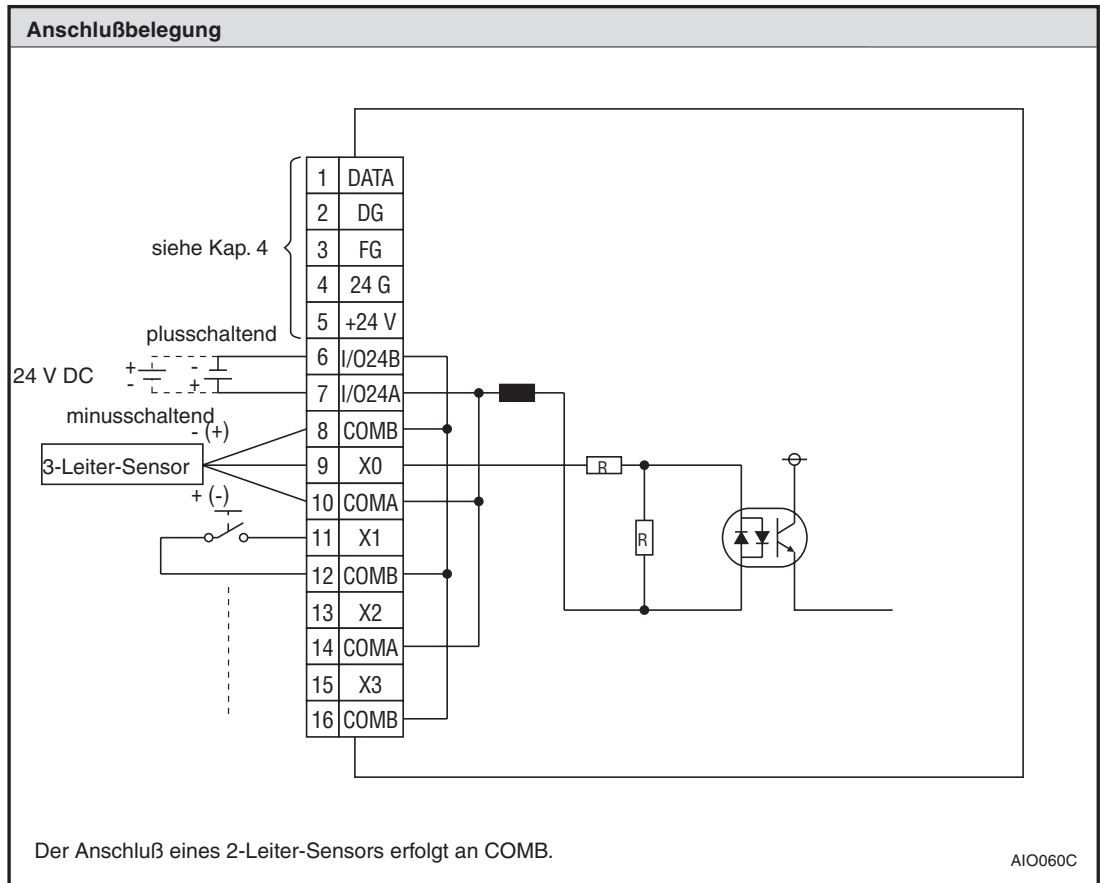 Anschlußbelegung
1 DATA
2 DG
siehe Kap. 4
3 FG
4 24 G
5 +24 V
plusschaltend
6 I/O24B
24 V DC
+ -
- +
7 I/O24A
minusschaltend
- (+)
8 COMB
3-Leiter-Sensor
9 X0
R
+ (-)
10 COMA
11 X1
R
12 COMB
13 X2
14 COMA
15 X3
16 COMB
Der Anschluß eines 2-Leiter-Sensors erfolgt an COMB.
AIO060C